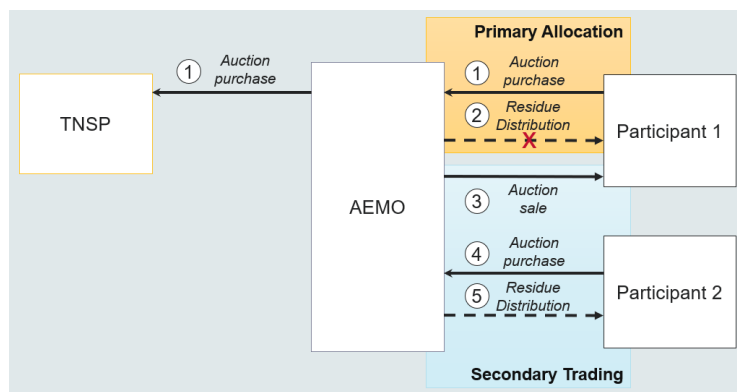 Primary Allocation
1
Auction
purchase
TNSP
AEMO
1
Auction
purchase
2
Residue
Distribution
X
Participant 1
3
Auction
sale
4
Auction
purchase
5
Residue
Distribution
Participant 2
Secondary Trading